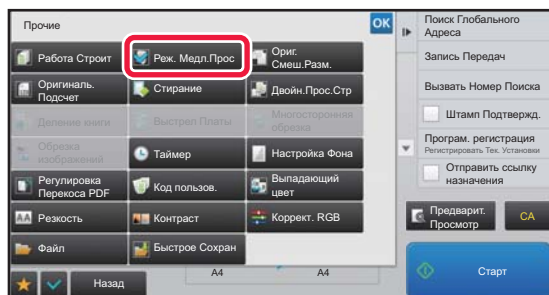 Прочие
OK
Работа Строит
Реж. Медл.Прос
Ориг.
Смеш.Разм.
Оригиналь.
Подсчет
Стирание
Двойн.Прос.Стр
Деление книги
Выстрел Платы
Многосторонняя
обрезка
Обрезка
изображений
Таймер
Настройка Фона
Регулировка
Перекоса PDF
Код пользов.
Выпадающий
цвет
AA Резкость
Контраст
Коррект. RGB
Файл
Быстрое Сохран
Назад
A4
A4
Поиск Глобального
Адреса
Запись Передач
Вызвать Номер Поиска
Штамп Подтвержд.
Програм. регистрация
Регистрировать Тек. Установки
Отправить ссылку
назначения
Предварит.
Просмотр
CA
Старт